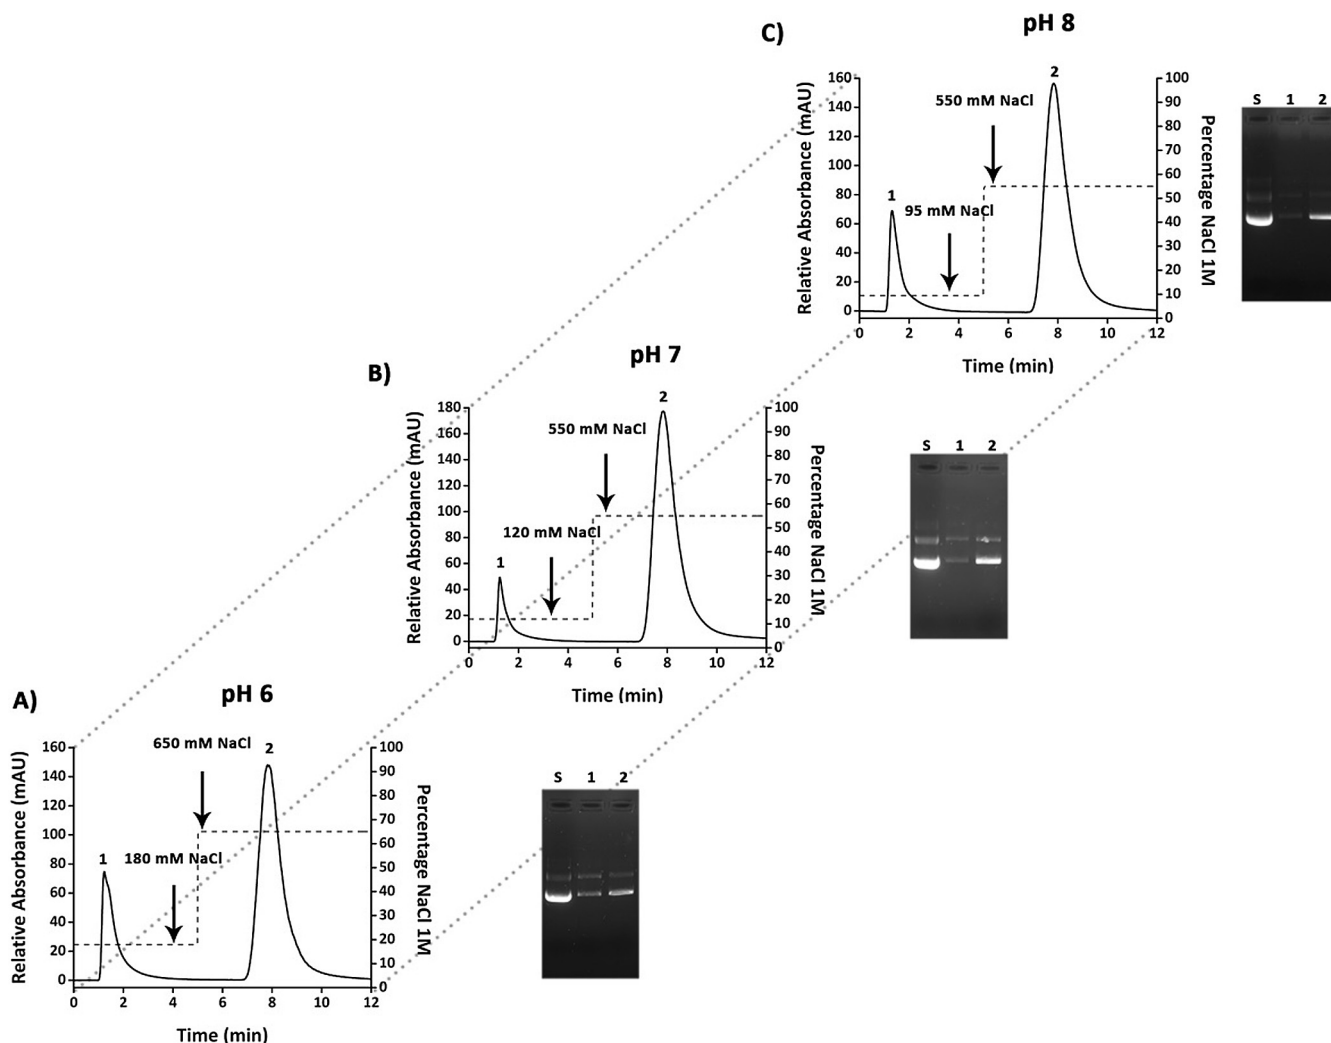 C)
pH 8
Relative Absorbance (mAU)
160
140
120
100
80
60
40
20
0
1
2
550 mM NaCl
95 mM NaCl
100
90
80
70
60
50
40
30
20
10
0
Percentage NaCl 1M
0 2 4 6 8 10 12
Time (min)
S 1 2
B)
pH 7
Relative Absorbance (mAU)
180
160
140
120
100
80
60
40
20
0
1
2
550 mM NaCl
120 mM NaCl
100
90
80
70
60
50
40
30
20
10
0
Percentage NaCl 1M
0 2 4 6 8 10 12
Time (min)
S 1 2
A)
pH 6
Relative Absorbance (mAU)
160
140
120
100
80
60
40
20
0
1
2
650 mM NaCl
180 mM NaCl
100
90
80
70
60
50
40
30
20
10
0
Percentage NaCl 1M
0 2 4 6 8 10 12
Time (min)
S 1 2